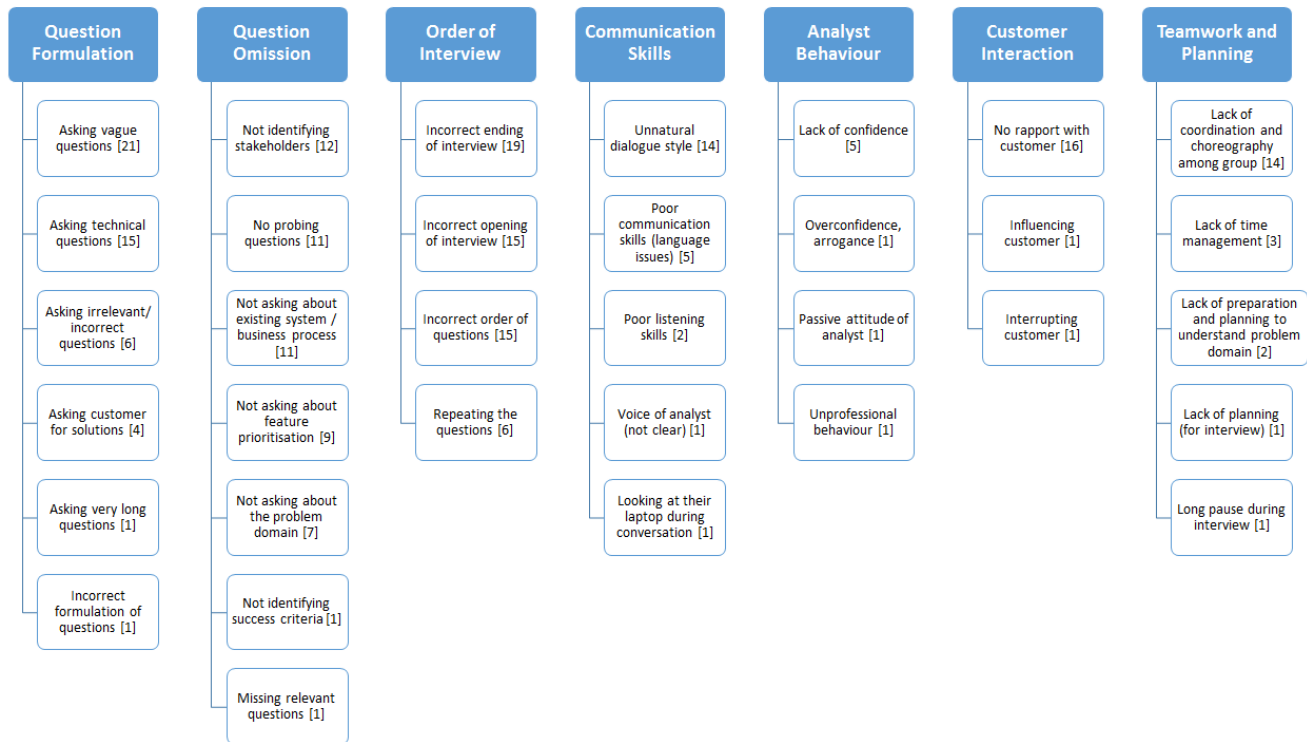 Question
Formulation
Asking vague
questions [21]
Asking technical
questions [15]
Asking irrelevant/
incorrect
questions [6]
Asking customer
for solutions [4]
Asking very long
questions [1]
Incorrect
formulation of
questions [1]
Question
Omission
Not identifying
stakeholders [12]
No probing
questions [11]
Not asking about
existing system /
business process
[11]
Not asking about
feature
prioritisation [9]
Not asking about
the problem
domain [7]
Not identifying
success criteria [1]
Missing relevant
questions [1]
Order of
Interview
Incorrect ending
of interview [19]
Incorrect opening
of interview [15]
Incorrect order of
questions [15]
Repeating the
questions [6]
Communication
Skills
Unnatural
dialogue style [14]
Poor
communication
skills (language
issues) [5]
Poor listening
skills [2]
Voice of analyst
(not clear) [1]
Looking at their
laptop during
conversation [1]
Analyst
Behaviour
Lack of confidence
[5]
Overconfidence,
arrogance [1]
Passive attitude of
analyst [1]
Unprofessional
behaviour [1]
Customer
Interaction
No rapport with
customer [16]
Influencing
customer [1]
Interrupting
customer [1]
Teamwork and
Planning
Lack of
coordination and
choreography
among group [14]
Lack of time
management [3]
Lack of preparation
and planning to
understand problem
domain [2]
Lack of planning
(for interview) [1]
Long pause during
interview [1]